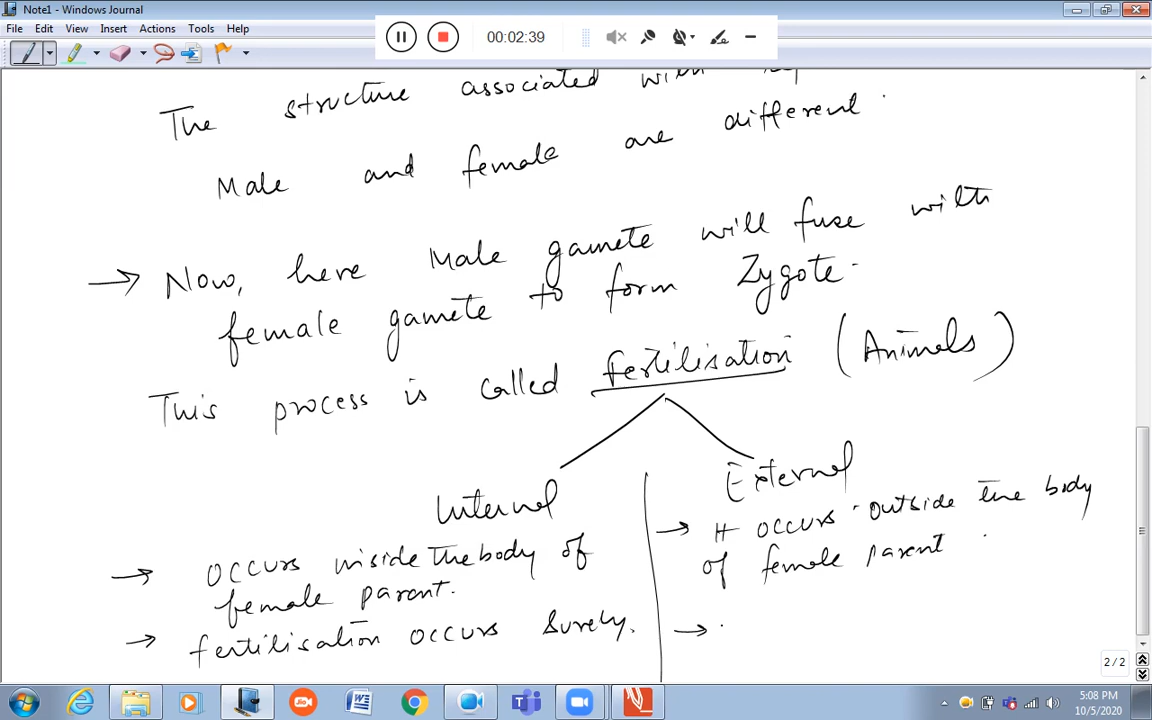 Note1 - Windows Journal
File Edit View Insert Actions Tools Help
00:02:39
The structure associated with
Male and female are different.
→ Now, here Male gamete will fuse with
female gamete to form Zygote.
This process is called fertilisation (Animals)
Internal
→ Occurs inside the body of
female parent.
→ fertilisation occurs surely.
External
→ It occurs outside the body
of female parent.
→
2 / 2
5:08 PM
10/5/2020